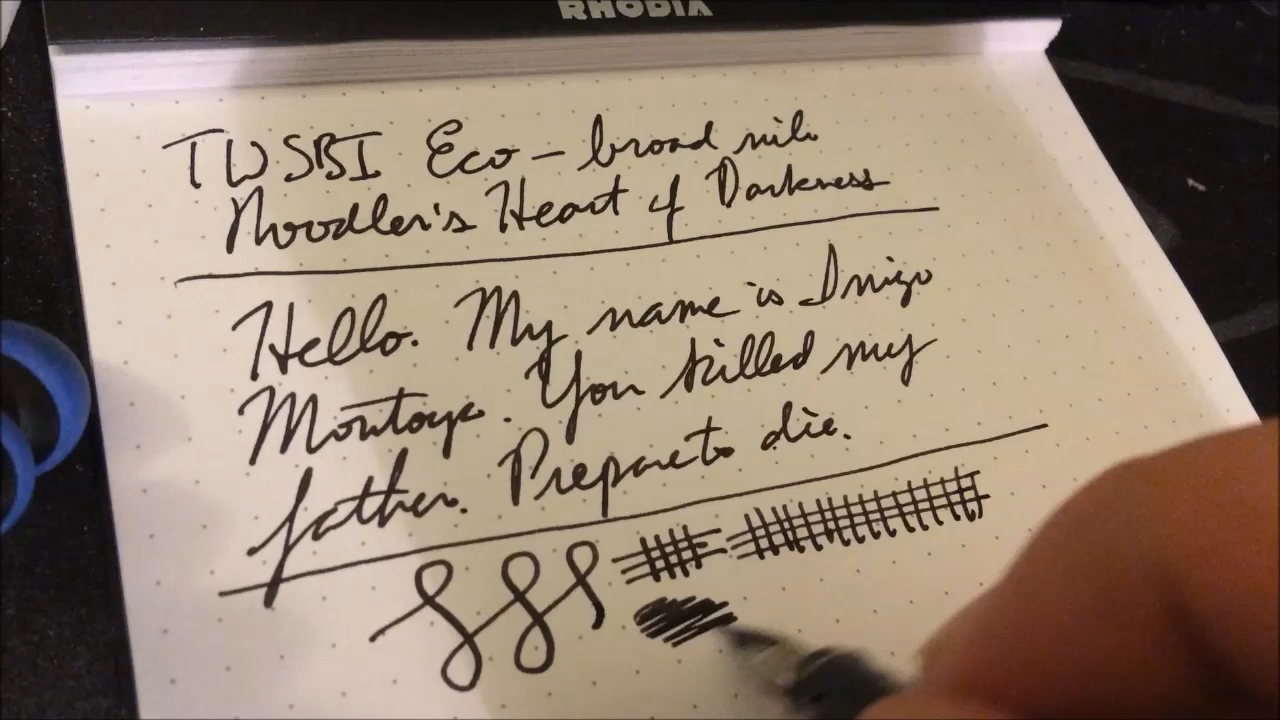 RHODIA
TWSBI Eco – broad nib
Noodler's Heart of Darkness
Hello. My name is Inigo
Montoya. You killed my
father. Prepare to die.